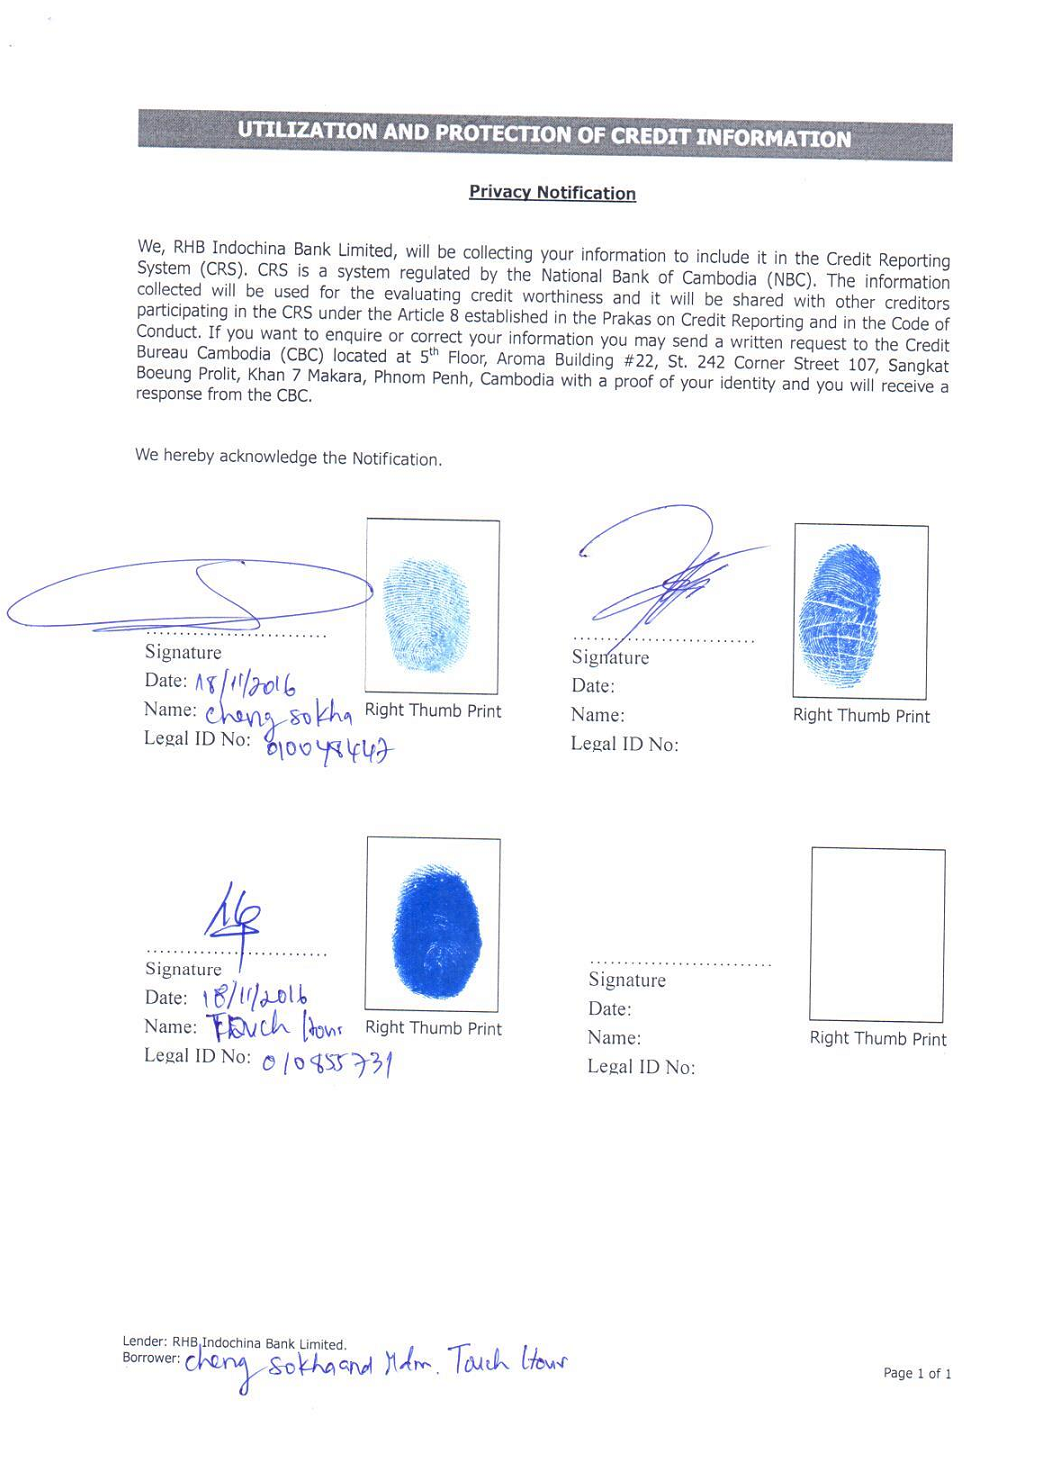 UTILIZATION AND PROTECTION OF CREDIT INFORMATION
Privacy Notification
We, RHB Indochina Bank Limited, will be collecting your information to include it in the Credit Reporting
System (CRS). CRS is a system regulated by the National Bank of Cambodia (NBC). The information
collected will be used for the evaluating credit worthiness and it will be shared with other creditors
participating in the CRS under the Article 8 established in the Prakas on Credit Reporting and in the Code of
Conduct. If you want to enquire or correct your information you may send a written request to the Credit
Bureau Cambodia (CBC) located at 5th Floor, Aroma Building #22, St. 242 Corner Street 107, Sangkat
Boeung Prolit, Khan 7 Makara, Phnom Penh, Cambodia with a proof of your identity and you will receive a
response from the CBC.
We hereby acknowledge the Notification.
Signature
Date: 18/11/2016
Name: Cheng Sokha
Legal ID No: 010048447
Right Thumb Print
Signature
Date:
Name:
Legal ID No:
Right Thumb Print
Signature
Date: 18/11/2016
Name: Touch Hour
Legal ID No: 010855731
Right Thumb Print
Signature
Date:
Name:
Legal ID No:
Right Thumb Print
Lender: RHB Indochina Bank Limited.
Borrower: Cheng Sokha and Mdm. Touch Hour
Page 1 of 1